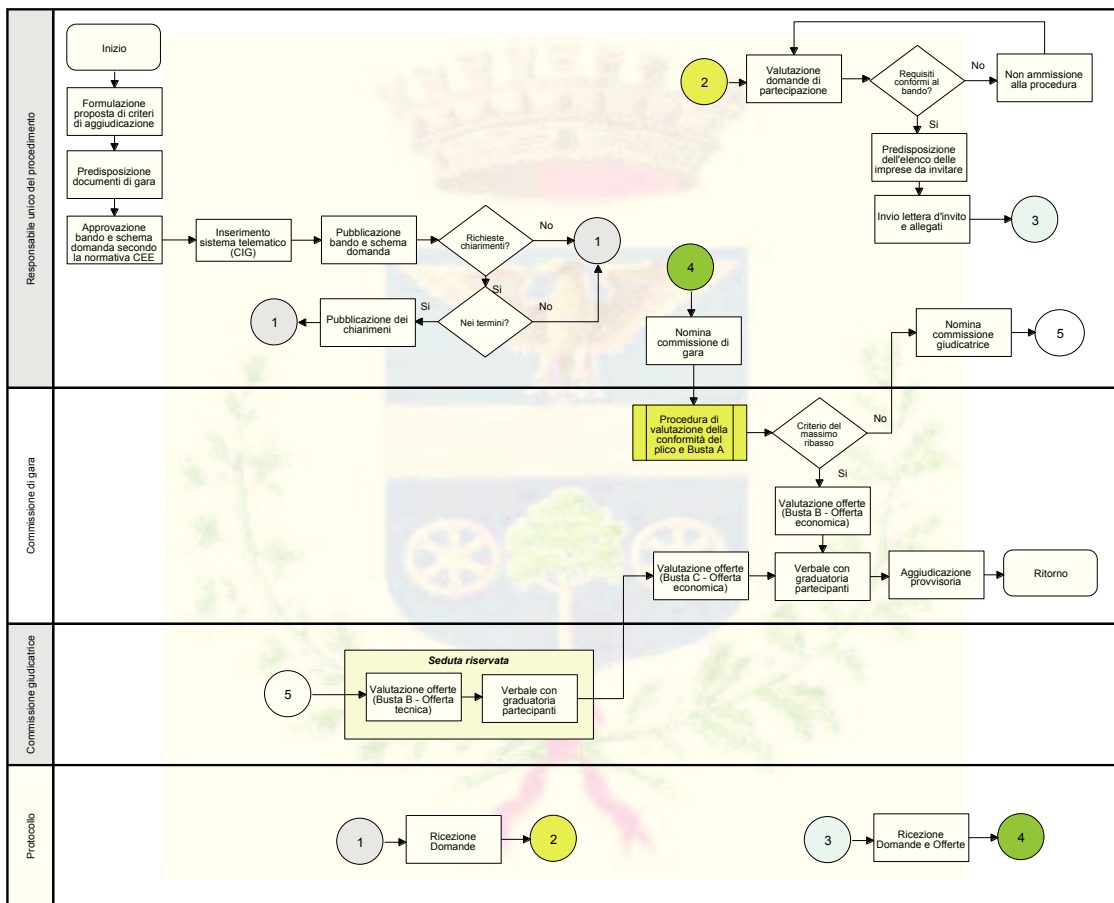 Responsabile unico del procedimento
Inizio
Formulazione
proposta di criteri
di aggiudicazione
Predisposizione
documenti di gara
Approvazione
bando e schema
domanda secondo
la normativa CEE
Inserimento
sistema telematico
(CIG)
Pubblicazione
bando e schema
domanda
Richieste
chiarimenti?
No
1
Si
Nei termini?
No
Si
Pubblicazione dei
chiarimeni
1
2
Valutazione
domande di
partecipazione
Requisiti
conformi al
bando?
No
Non ammissione
alla procedura
Si
Predisposizione
dell'elenco delle
imprese da invitare
Invio lettera d'invito
e allegati
3
4
Nomina
commissione di
gara
Nomina
commissione
giudicatrice
5
Commissione di gara
Procedura di
valutazione della
conformità del
plico e Busta A
Criterio del
massimo
ribasso
No
Si
Valutazione offerte
(Busta B - Offerta
economica)
Valutazione offerte
(Busta C - Offerta
economica)
Verbale con
graduatoria
partecipanti
Aggiudicazione
provvisoria
Ritorno
Commissione giudicatrice
5
Seduta riservata
Valutazione offerte
(Busta B - Offerta
tecnica)
Verbale con
graduatoria
partecipanti
Protocollo
1
Ricezione
Domande
2
3
Ricezione
Domande e Offerte
4